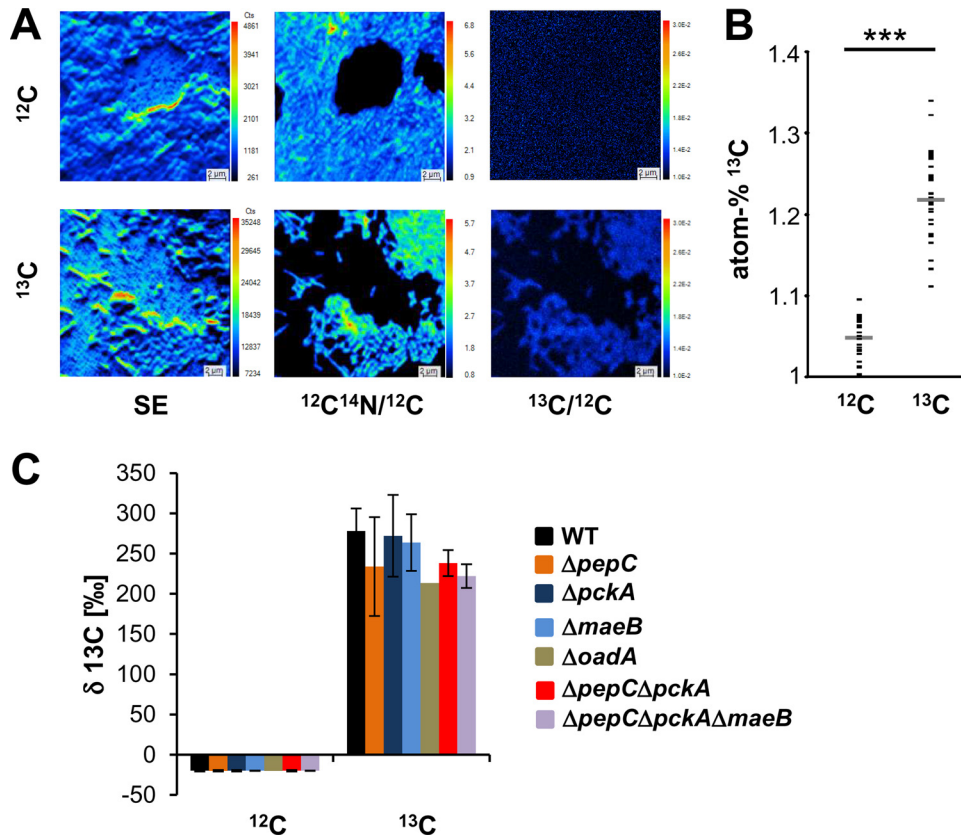 A
B
¹²C
Cts
4861
3941
3021
2101
1181
261
2 µm
6.8
5.6
4.4
3.2
2.1
0.9
2 µm
3.0E-2
2.6E-2
2.2E-2
1.8E-2
1.4E-2
1.0E-2
2 µm
¹³C
Cts
35248
29645
24042
18439
12837
7234
2 µm
5.7
4.7
3.7
2.7
1.8
0.8
2 µm
3.0E-2
2.6E-2
2.2E-2
1.8E-2
1.4E-2
1.0E-2
2 µm
SE
¹²C¹⁴N/¹²C
¹³C/¹²C
atom-% ¹³C
1.4
1.3
1.2
1.1
1
***
¹²C
¹³C
C
δ 13C [‰]
350
300
250
200
150
100
50
0
-50
¹²C
¹³C
WT
ΔpepC
ΔpckA
ΔmaeB
ΔoadA
ΔpepCΔpckA
ΔpepCΔpckAΔmaeB